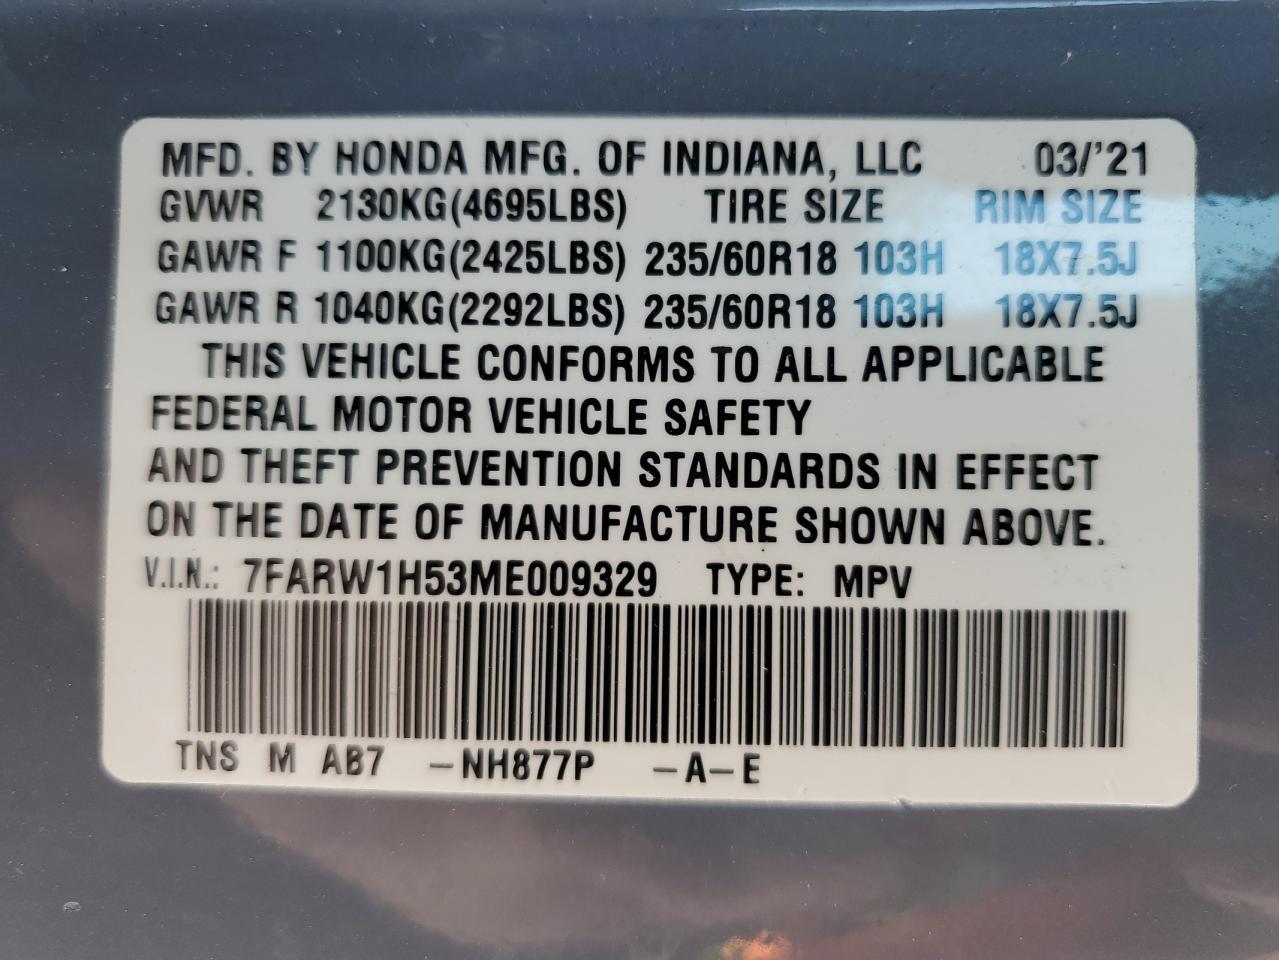 MFD. BY HONDA MFG. OF INDIANA, LLC 03/'21
GVWR 2130KG(4695LBS) TIRE SIZE RIM SIZE
GAWR F 1100KG(2425LBS) 235/60R18 103H 18X7.5J
GAWR R 1040KG(2292LBS) 235/60R18 103H 18X7.5J
THIS VEHICLE CONFORMS TO ALL APPLICABLE
FEDERAL MOTOR VEHICLE SAFETY
AND THEFT PREVENTION STANDARDS IN EFFECT
ON THE DATE OF MANUFACTURE SHOWN ABOVE.
V.I.N.: 7FARW1H53ME009329 TYPE: MPV
TNS M AB7 -NH877P -A-E